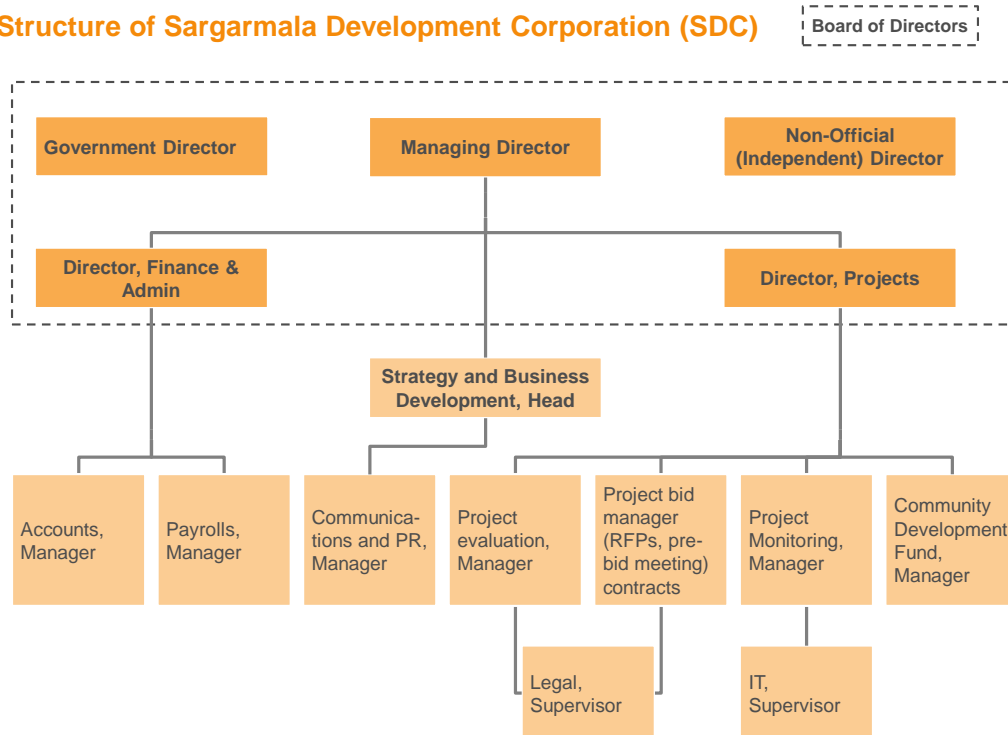 Structure of Sargarmala Development Corporation (SDC)
Board of Directors
Government Director
Managing Director
Non-Official
(Independent) Director
Director, Finance &
Admin
Director, Projects
Strategy and Business
Development, Head
Accounts,
Manager
Payrolls,
Manager
Communica-
tions and PR,
Manager
Project
evaluation,
Manager
Project bid
manager
(RFPs, pre-
bid meeting)
contracts
Project
Monitoring,
Manager
Community
Development
Fund,
Manager
Legal,
Supervisor
IT,
Supervisor